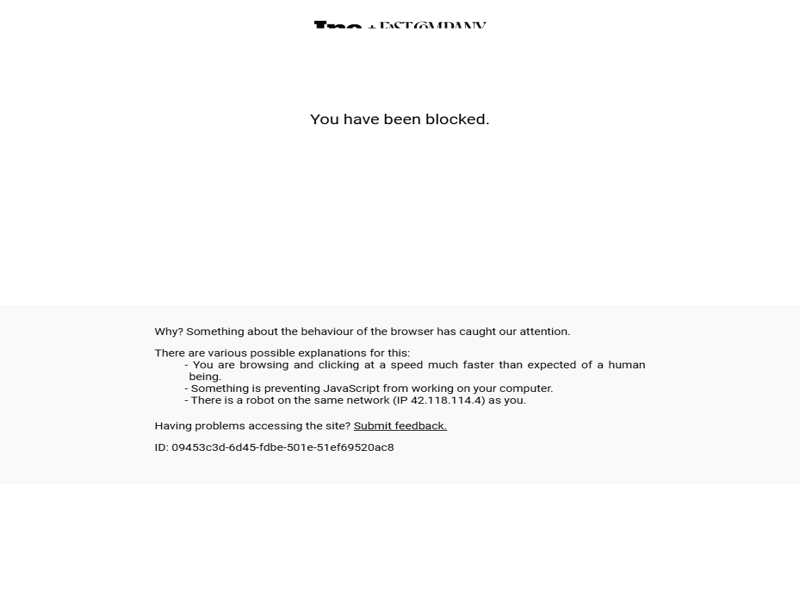 Inc. + FAST COMPANY
You have been blocked.
Why? Something about the behaviour of the browser has caught our attention.
There are various possible explanations for this:
- You are browsing and clicking at a speed much faster than expected of a human
being.
- Something is preventing JavaScript from working on your computer.
- There is a robot on the same network (IP 42.118.114.4) as you.
Having problems accessing the site? Submit feedback.
ID: 09453c3d-6d45-fdbe-501e-51ef69520ac8